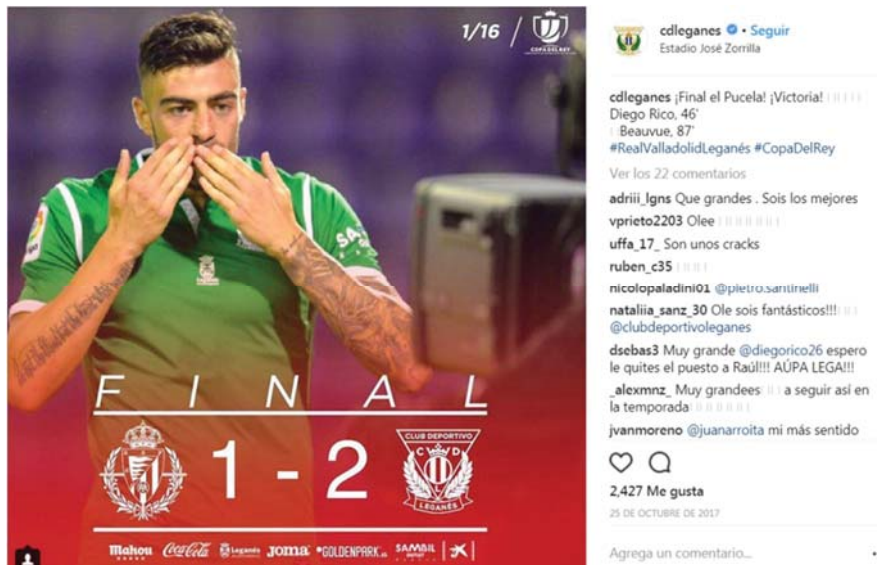 1/16 /
COPA DEL REY
SA
FINAL
1 - 2
CLUB DEPORTIVO
LEGANES
Mahou Coca-Cola Leganés Joma GOLDENPARK.es SAMBIL OUTLET
cdleganes • Seguir
Estadio José Zorrilla
cdleganes ¡Final el Pucela! ¡Victoria!
Diego Rico, 46'
Beauvue, 87'
#RealValladolidLeganés #CopaDelRey
Ver los 22 comentarios
adriii_lgns Que grandes . Sois los mejores
vprieto2203 Olee
uffa_17_ Son unos cracks
ruben_c35
nicolopaladini01 @pietro.santinelli
nataliia_sanz_30 Ole sois fantásticos!!!
@clubdeportivoleganes
dsebas3 Muy grande @diegorico26 espero
le quites el puesto a Raúl!!! AÚPA LEGA!!!
_alexmnz_ Muy grandees a seguir así en
la temporada
jvanmoreno @juanarroita mi más sentido
2,427 Me gusta
25 DE OCTUBRE DE 2017
Agrega un comentario...